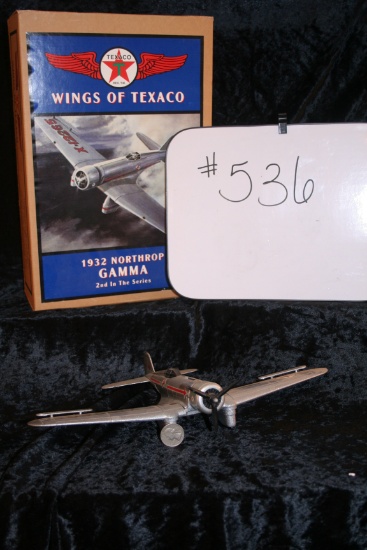 TEXACO
WINGS OF TEXACO
1932 NORTHROP
GAMMA
2nd In The Series
#536